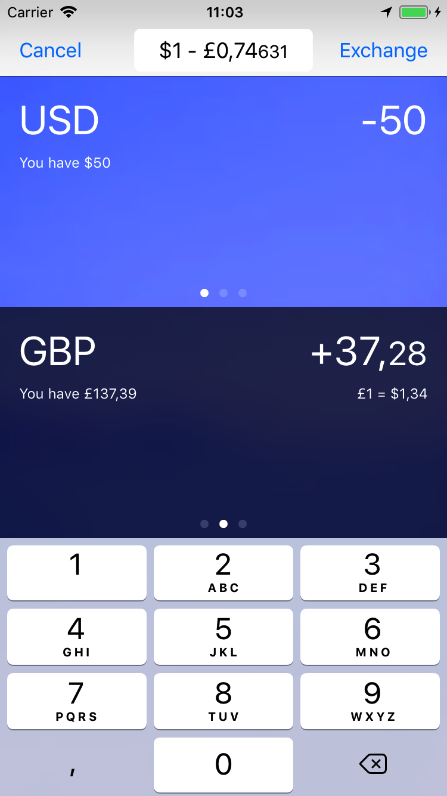 Carrier 11:03
Cancel $1 - £0,74631 Exchange
USD -50
You have $50
GBP +37,28
You have £137,39 £1 = $1,34
1 2 3
ABC DEF
4 5 6
GHI JKL MNO
7 8 9
PQRS TUV WXYZ
, 0